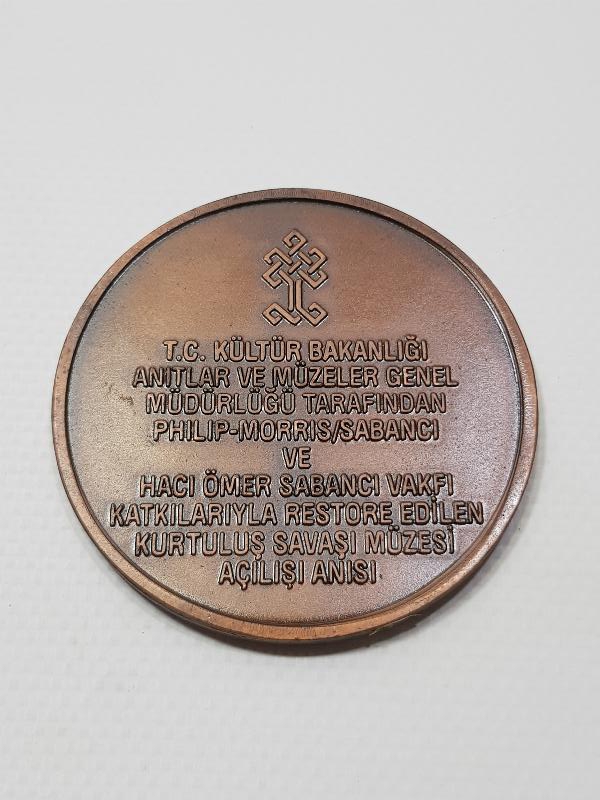 T.C. KÜLTÜR BAKANLIĞI
ANITLAR VE MÜZELER GENEL
MÜDÜRLÜĞÜ TARAFINDAN
PHILIP-MORRIS/SABANCI
VE
HACI ÖMER SABANCI VAKFI
KATKILARIYLA RESTORE EDİLEN
KURTULUŞ SAVAŞI MÜZESİ
AÇILIŞI ANISI